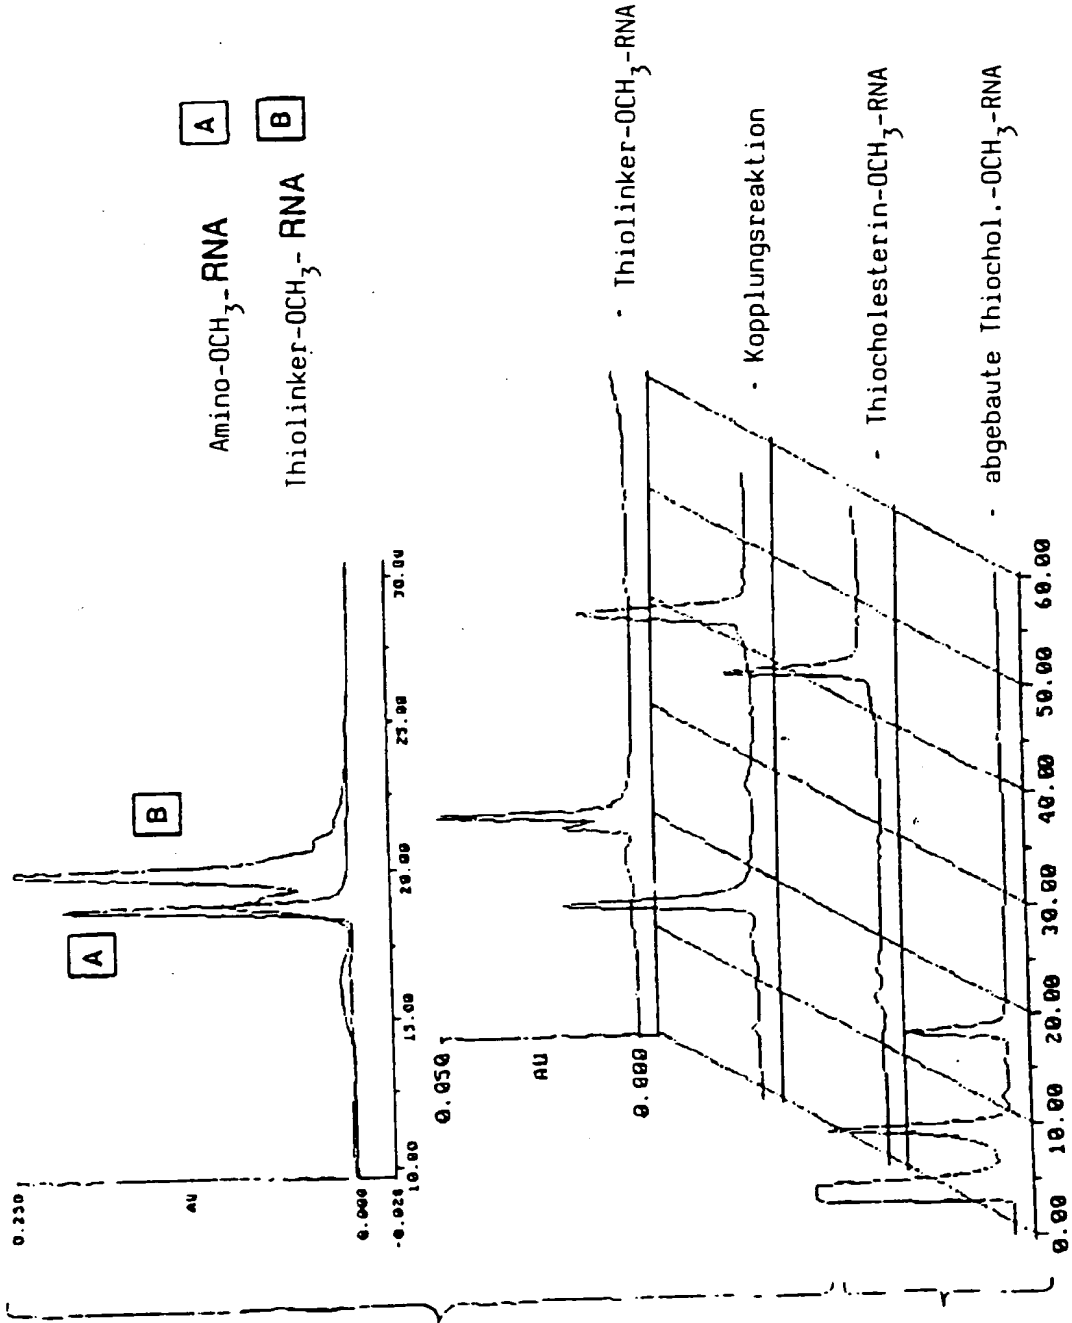 Amino-OCH3-RNA A
Thiolinker-OCH3- RNA B
A
B
0.250
AU
0.000
-0.020
10.00
15.00
20.00
25.00
30.00
0.050
AU
0.000
- Thiolinker-OCH3-RNA
- Kopplungsreaktion
- Thiocholesterin-OCH3-RNA
- abgebaute Thiochol.-OCH3-RNA
0.00
10.00
20.00
30.00
40.00
50.00
60.00